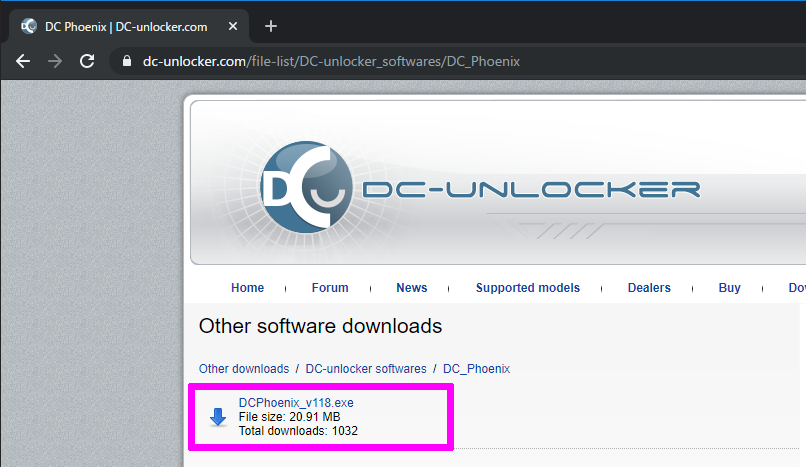 DC Phoenix | DC-unlocker.com
dc-unlocker.com/file-list/DC-unlocker_softwares/DC_Phoenix
DC DC-UNLOCKER
Home Forum News Supported models Dealers Buy Do
Other software downloads
Other downloads / DC-unlocker softwares / DC_Phoenix
DCPhoenix_v118.exe
File size: 20.91 MB
Total downloads: 1032